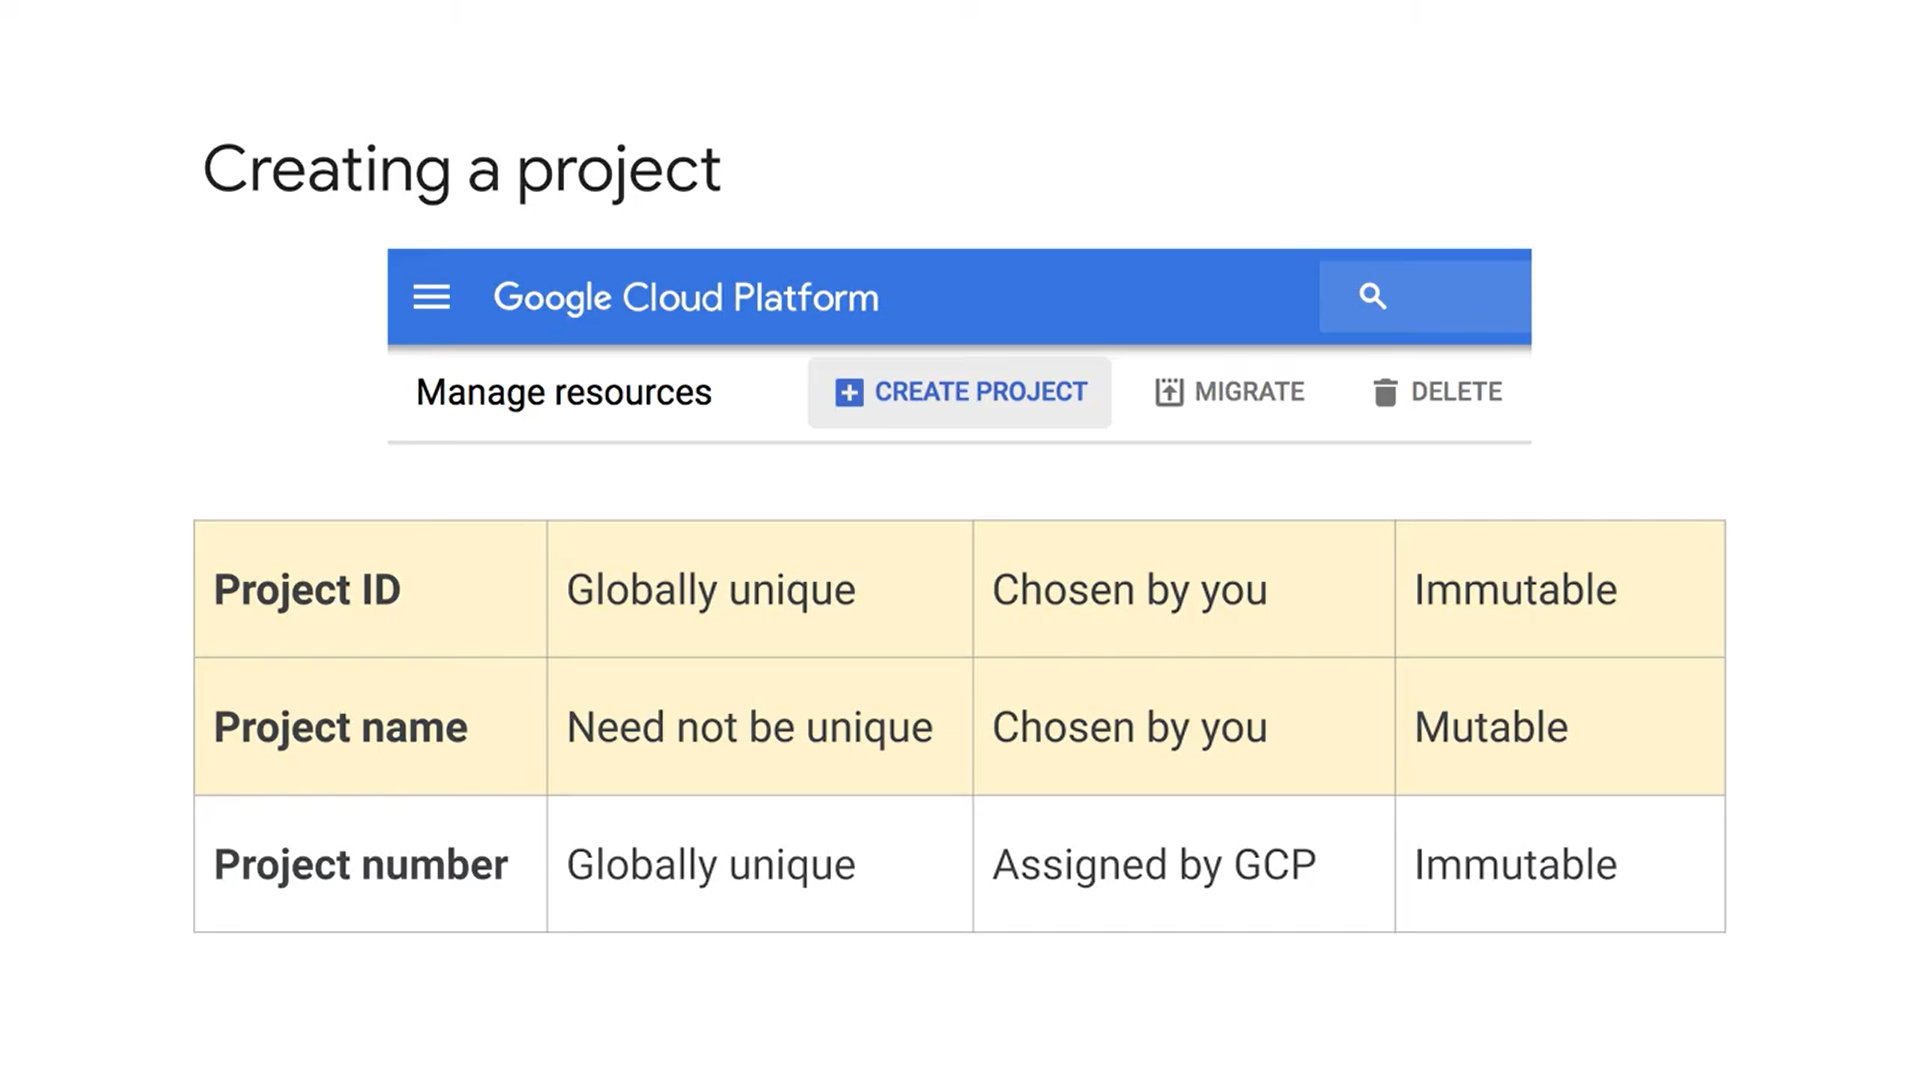 Creating a project
Google Cloud Platform
Manage resources CREATE PROJECT MIGRATE DELETE
Project ID Globally unique Chosen by you Immutable
Project name Need not be unique Chosen by you Mutable
Project number Globally unique Assigned by GCP Immutable